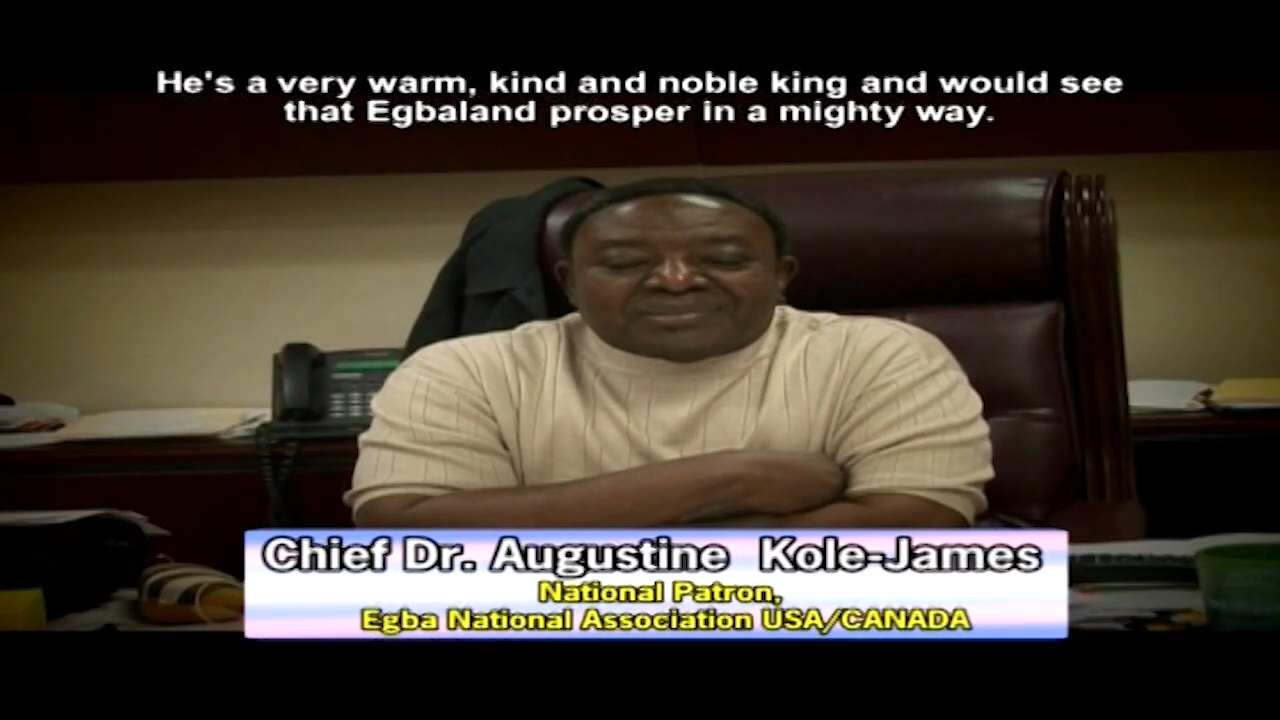 He's a very warm, kind and noble king and would see
that Egbaland prosper in a mighty way.
Chief Dr. Augustine Kole-James
National Patron,
Egba National Association USA/CANADA